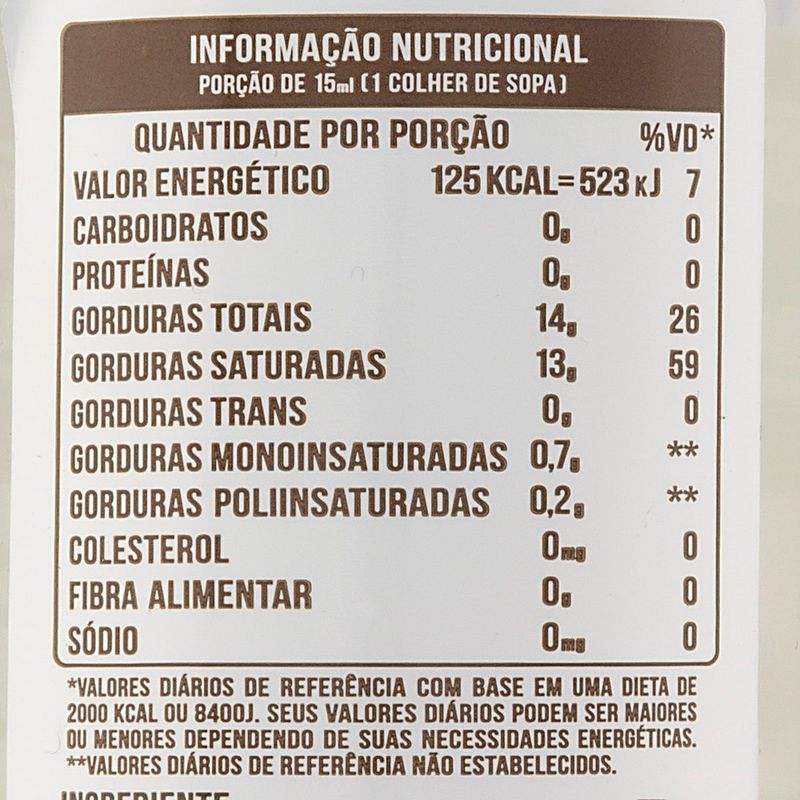 INFORMAÇÃO NUTRICIONAL
PORÇÃO DE 15ml (1 COLHER DE SOPA)
QUANTIDADE POR PORÇÃO %VD*
VALOR ENERGÉTICO 125 KCAL=523 KJ 7
CARBOIDRATOS 0g 0
PROTEÍNAS 0g 0
GORDURAS TOTAIS 14g 26
GORDURAS SATURADAS 13g 59
GORDURAS TRANS 0g 0
GORDURAS MONOINSATURADAS 0,7g **
GORDURAS POLIINSATURADAS 0,2g **
COLESTEROL 0mg 0
FIBRA ALIMENTAR 0g 0
SÓDIO 0mg 0
*VALORES DIÁRIOS DE REFERÊNCIA COM BASE EM UMA DIETA DE
2000 KCAL OU 8400J. SEUS VALORES DIÁRIOS PODEM SER MAIORES
OU MENORES DEPENDENDO DE SUAS NECESSIDADES ENERGÉTICAS.
**VALORES DIÁRIOS DE REFERÊNCIA NÃO ESTABELECIDOS.